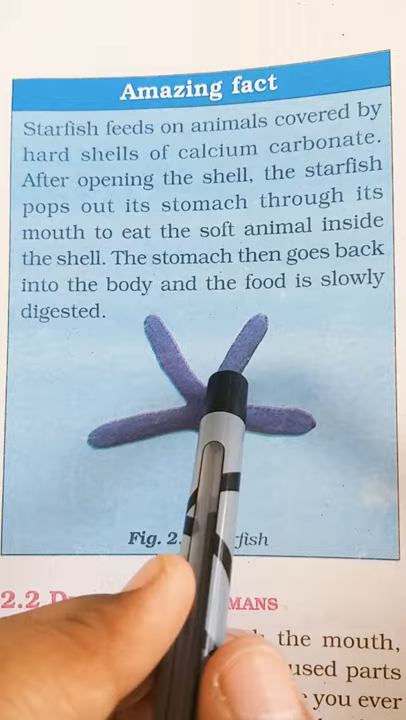 Amazing fact
Starfish feeds on animals covered by
hard shells of calcium carbonate.
After opening the shell, the starfish
pops out its stomach through its
mouth to eat the soft animal inside
the shell. The stomach then goes back
into the body and the food is slowly
digested.
Fig. 2. fish
2.2 MANS
the mouth,
used parts
you ever